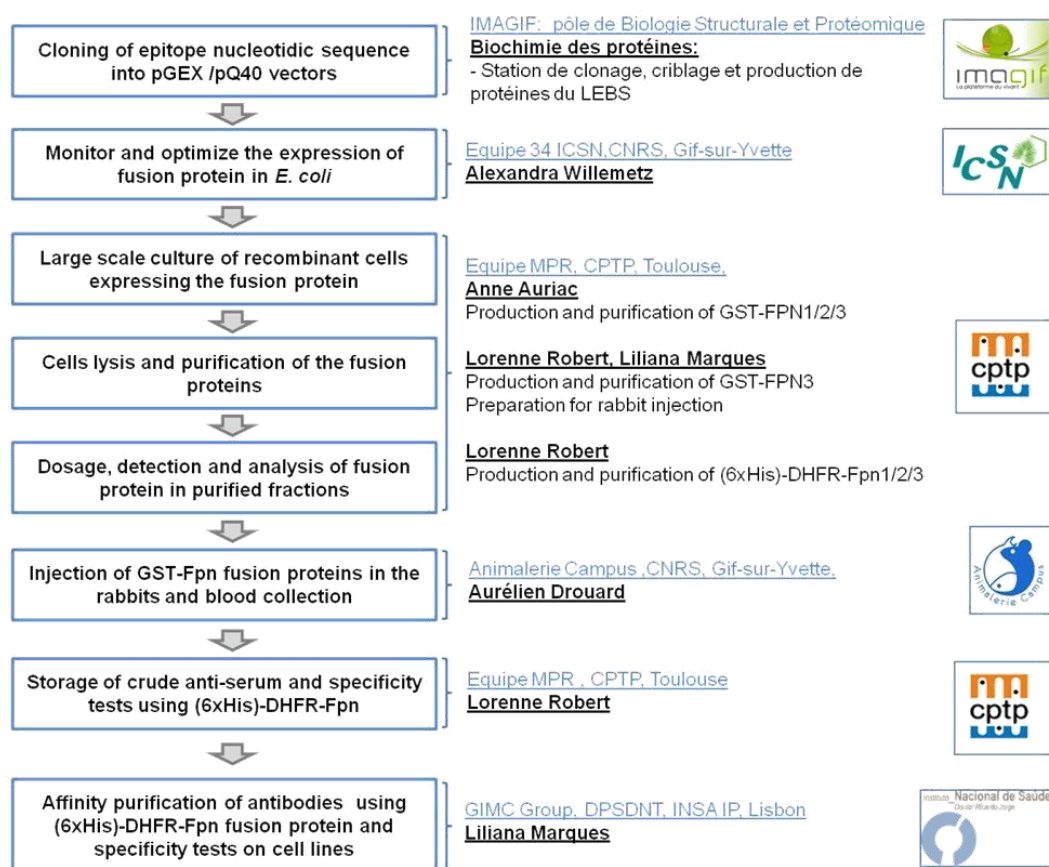 Cloning of epitope nucleotidic sequence
into pGEX /pQ40 vectors
IMAGIF: pôle de Biologie Structurale et Protéomique
Biochimie des protéines:
- Station de clonage, criblage et production de
protéines du LEBS
imagif
La plateforme du vivant
Monitor and optimize the expression of
fusion protein in E. coli
Equipe 34 ICSN,CNRS, Gif-sur-Yvette
Alexandra Willemetz
ICSN
Large scale culture of recombinant cells
expressing the fusion protein
Cells lysis and purification of the fusion
proteins
Dosage, detection and analysis of fusion
protein in purified fractions
Equipe MPR, CPTP, Toulouse,
Anne Auriac
Production and purification of GST-FPN1/2/3
Lorenne Robert, Liliana Marques
Production and purification of GST-FPN3
Preparation for rabbit injection
Lorenne Robert
Production and purification of (6xHis)-DHFR-Fpn1/2/3
cptp
Injection of GST-Fpn fusion proteins in the
rabbits and blood collection
Animalerie Campus ,CNRS, Gif-sur-Yvette,
Aurélien Drouard
Animalerie Campus
Storage of crude anti-serum and specificity
tests using (6xHis)-DHFR-Fpn
Equipe MPR , CPTP, Toulouse
Lorenne Robert
cptp
Affinity purification of antibodies using
(6xHis)-DHFR-Fpn fusion protein and
specificity tests on cell lines
GIMC Group, DPSDNT, INSA IP, Lisbon
Liliana Marques
Instituto_Nacional de Saúde
Doutor Ricardo Jorge